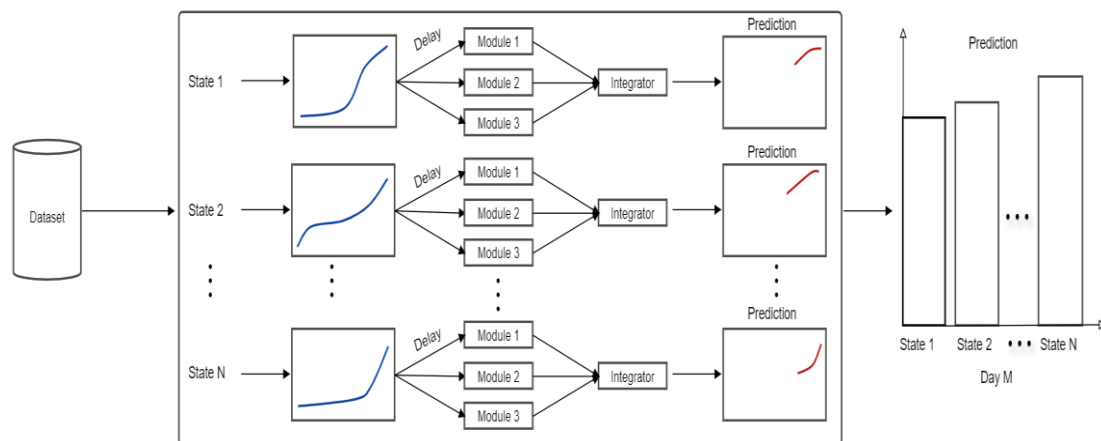 Dataset
State 1
Delay
Module 1
Module 2
Module 3
Integrator
Prediction
State 2
Delay
Module 1
Module 2
Module 3
Integrator
Prediction
State N
Delay
Module 1
Module 2
Module 3
Integrator
Prediction
Prediction
State 1 State 2 State N
Day M